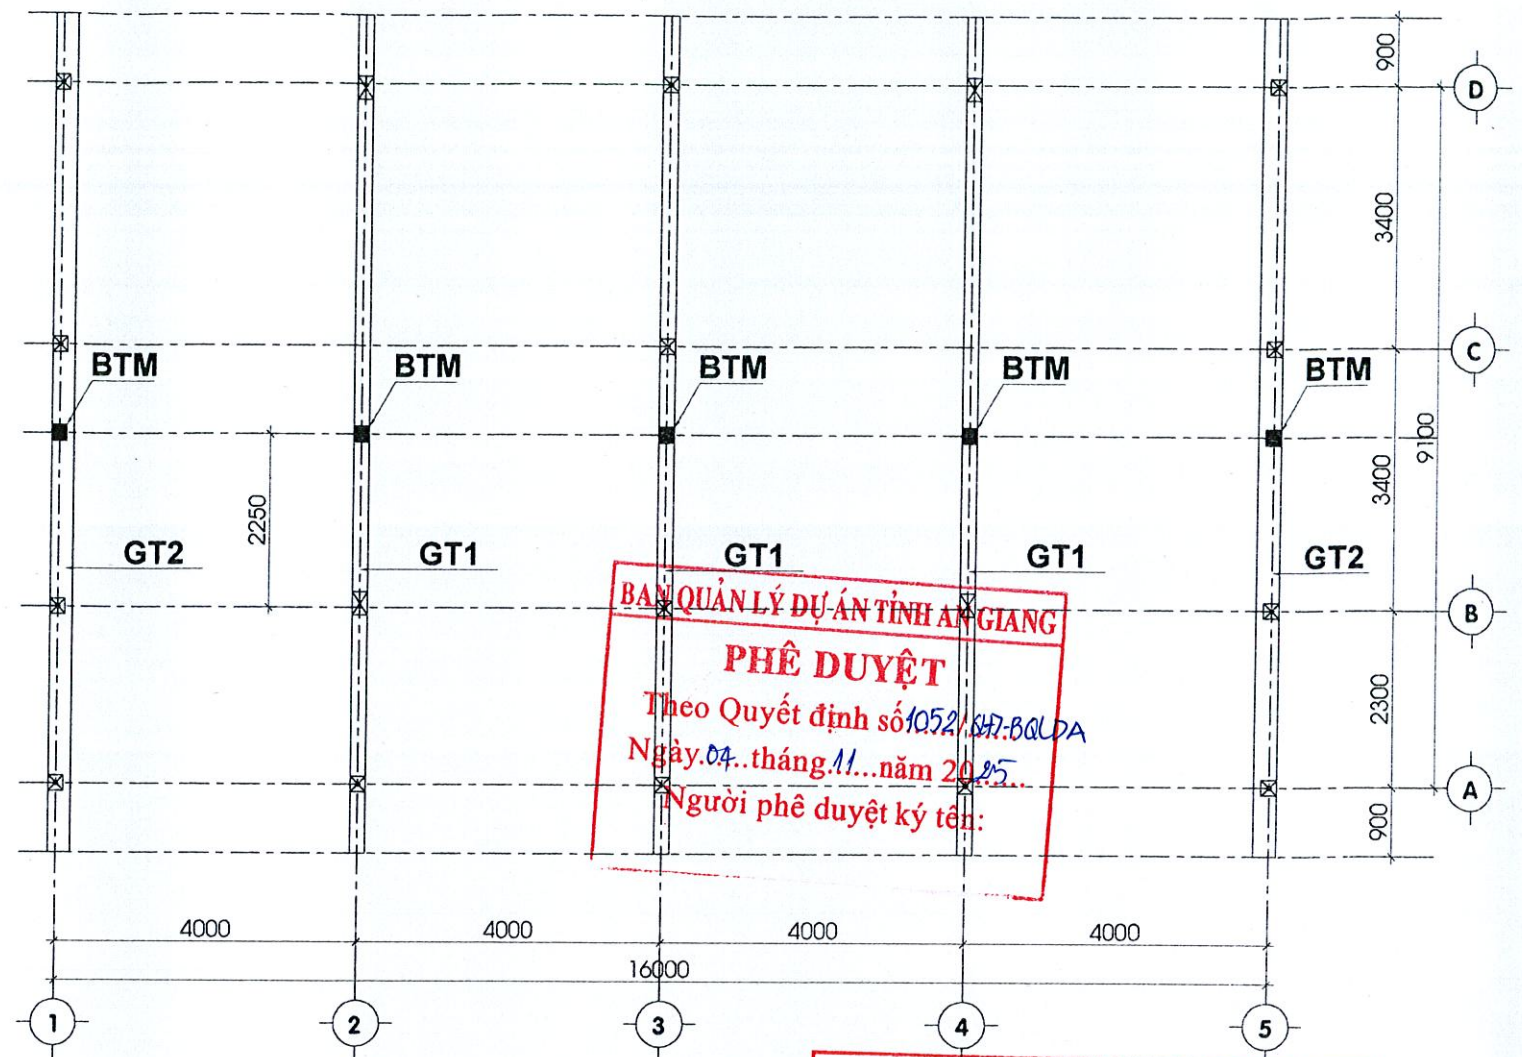 900
D
3400
C
BTM BTM BTM BTM BTM
9100
3400
2250
GT2 GT1 GT1 GT1 GT2
B
BAN QUẢN LÝ DỰ ÁN TỈNH AN GIANG
PHÊ DUYỆT
Theo Quyết định số 1052/QĐ-BQLDA
2300
Ngày 04 tháng 11 năm 2025
A
Người phê duyệt ký tên:
900
4000 4000 4000 4000
16000
1 2 3 4 5